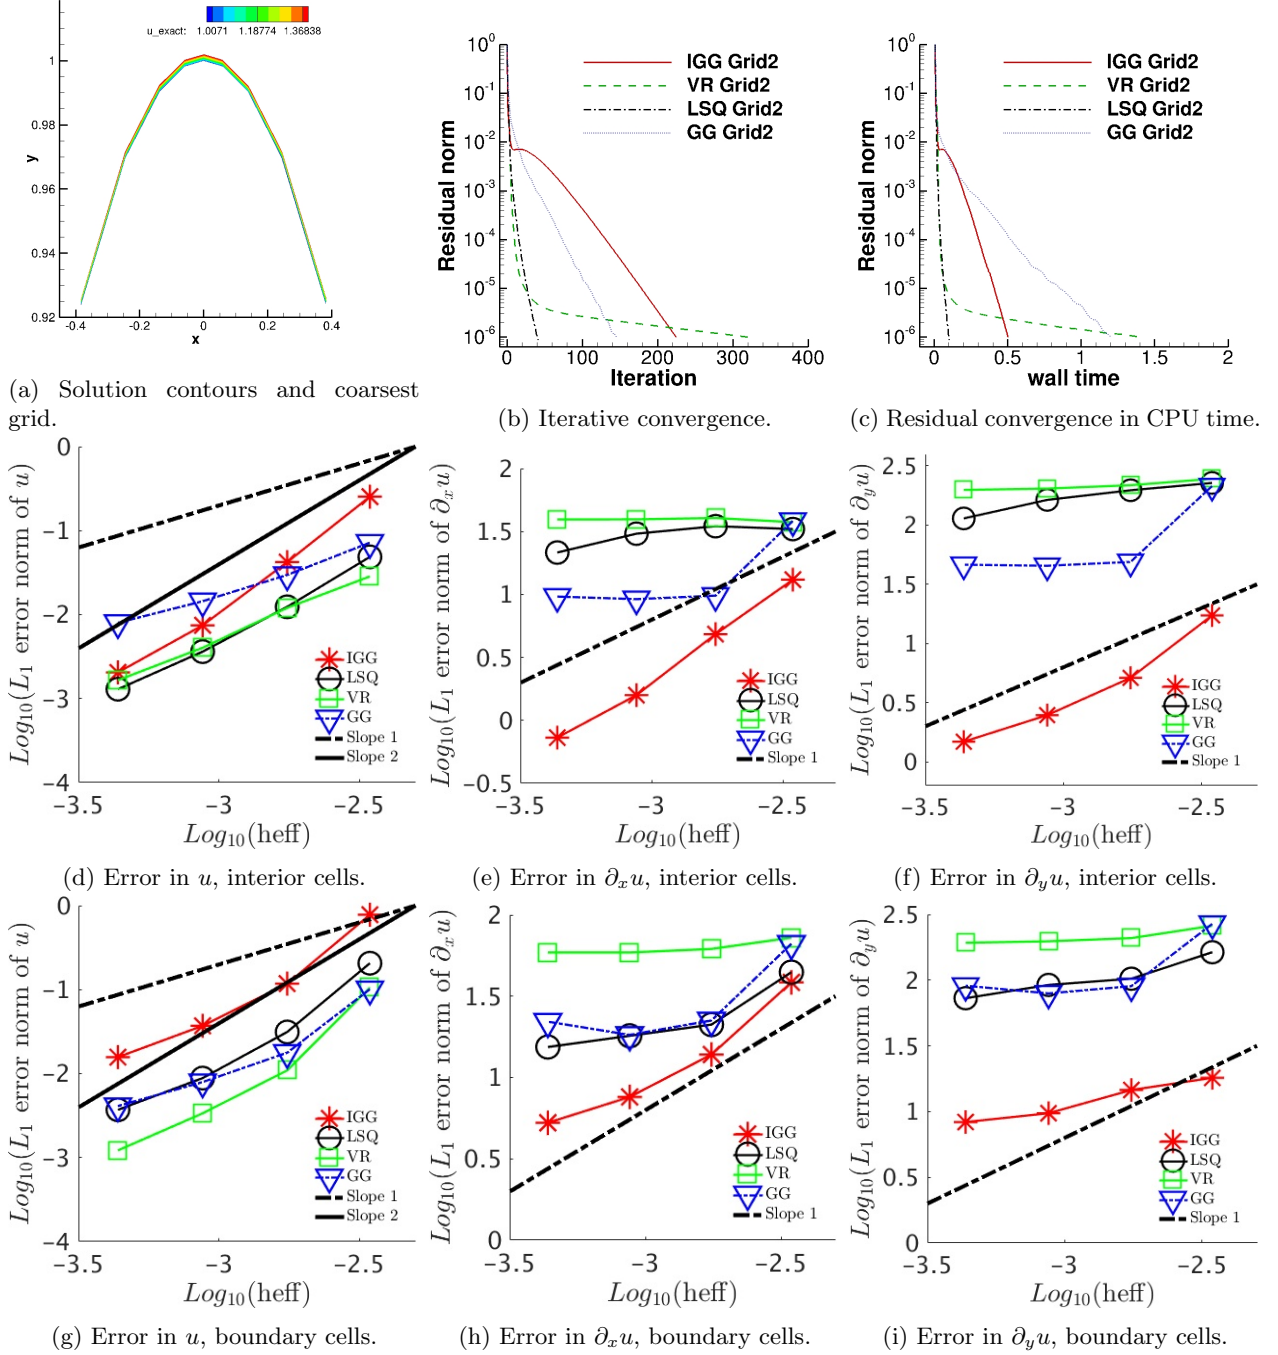 u_exact: 1.0071 1.18774 1.36838
y
1
0.98
0.96
0.94
0.92
-0.4 -0.2 0 0.2 0.4
x
(a) Solution contours and coarsest
grid.
Residual norm
10^0
10^-1
10^-2
10^-3
10^-4
10^-5
10^-6
IGG Grid2
VR Grid2
LSQ Grid2
GG Grid2
0 100 200 300 400
Iteration
(b) Iterative convergence.
Residual norm
10^0
10^-1
10^-2
10^-3
10^-4
10^-5
10^-6
IGG Grid2
VR Grid2
LSQ Grid2
GG Grid2
0 0.5 1 1.5 2
wall time
(c) Residual convergence in CPU time.
Log₁₀(L₁ error norm of u)
0
-1
-2
-3
-4
IGG
LSQ
VR
GG
Slope 1
Slope 2
-3.5 -3 -2.5
Log₁₀(heff)
(d) Error in u, interior cells.
Log₁₀(L₁ error norm of ∂ₓu)
2
1.5
1
0.5
0
-0.5
IGG
LSQ
VR
GG
Slope 1
-3.5 -3 -2.5
Log₁₀(heff)
(e) Error in ∂ₓu, interior cells.
Log₁₀(L₁ error norm of ∂_y u)
2.5
2
1.5
1
0.5
0
IGG
LSQ
VR
GG
Slope 1
-3.5 -3 -2.5
Log₁₀(heff)
(f) Error in ∂_y u, interior cells.
Log₁₀(L₁ error norm of u)
0
-1
-2
-3
-4
IGG
LSQ
VR
GG
Slope 1
Slope 2
-3.5 -3 -2.5
Log₁₀(heff)
(g) Error in u, boundary cells.
Log₁₀(L₁ error norm of ∂ₓu)
2
1.5
1
0.5
0
IGG
LSQ
VR
GG
Slope 1
-3.5 -3 -2.5
Log₁₀(heff)
(h) Error in ∂ₓu, boundary cells.
Log₁₀(L₁ error norm of ∂_y u)
2.5
2
1.5
1
0.5
0
IGG
LSQ
VR
GG
Slope 1
-3.5 -3 -2.5
Log₁₀(heff)
(i) Error in ∂_y u, boundary cells.